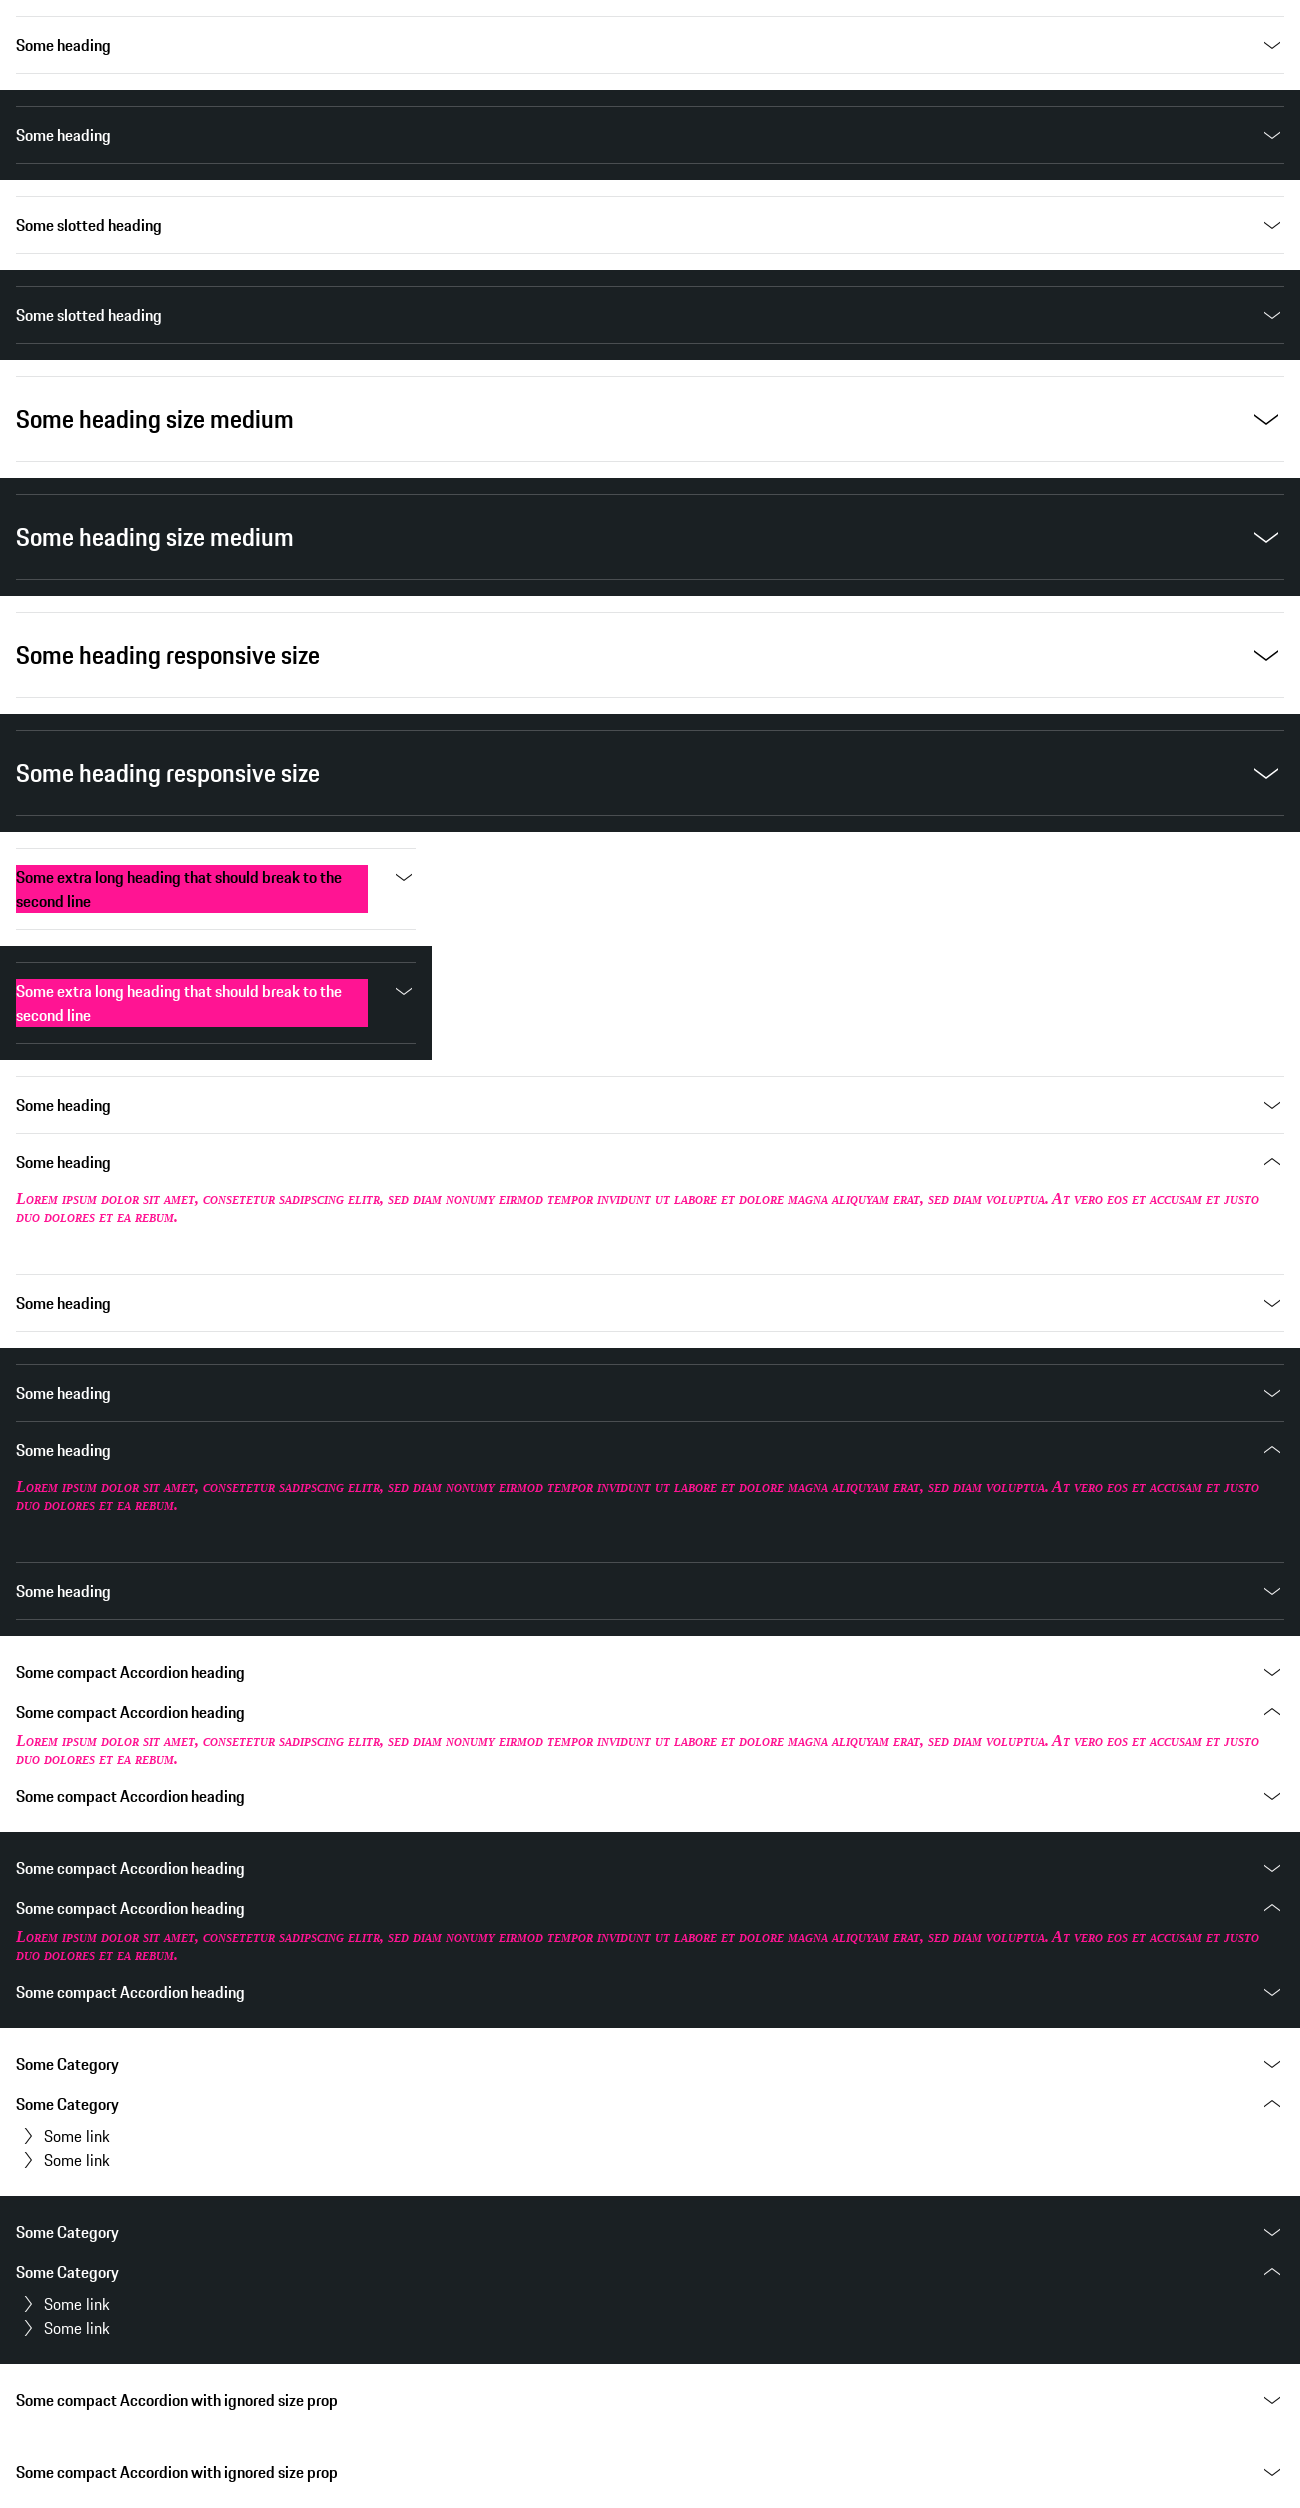 Some heading
Some heading
Some slotted heading
Some slotted heading
Some heading size medium
Some heading size medium
Some heading responsive size
Some heading responsive size
Some extra long heading that should break to the
second line
Some extra long heading that should break to the
second line
Some heading
Some heading
Lorem ipsum dolor sit amet, consetetur sadipscing elitr, sed diam nonumy eirmod tempor invidunt ut labore et dolore magna aliquyam erat, sed diam voluptua. At vero eos et accusam et justo
duo dolores et ea rebum.
Some heading
Some heading
Some heading
Lorem ipsum dolor sit amet, consetetur sadipscing elitr, sed diam nonumy eirmod tempor invidunt ut labore et dolore magna aliquyam erat, sed diam voluptua. At vero eos et accusam et justo
duo dolores et ea rebum.
Some heading
Some compact Accordion heading
Some compact Accordion heading
Lorem ipsum dolor sit amet, consetetur sadipscing elitr, sed diam nonumy eirmod tempor invidunt ut labore et dolore magna aliquyam erat, sed diam voluptua. At vero eos et accusam et justo
duo dolores et ea rebum.
Some compact Accordion heading
Some compact Accordion heading
Some compact Accordion heading
Lorem ipsum dolor sit amet, consetetur sadipscing elitr, sed diam nonumy eirmod tempor invidunt ut labore et dolore magna aliquyam erat, sed diam voluptua. At vero eos et accusam et justo
duo dolores et ea rebum.
Some compact Accordion heading
Some Category
Some Category
Some link
Some link
Some Category
Some Category
Some link
Some link
Some compact Accordion with ignored size prop
Some compact Accordion with ignored size prop